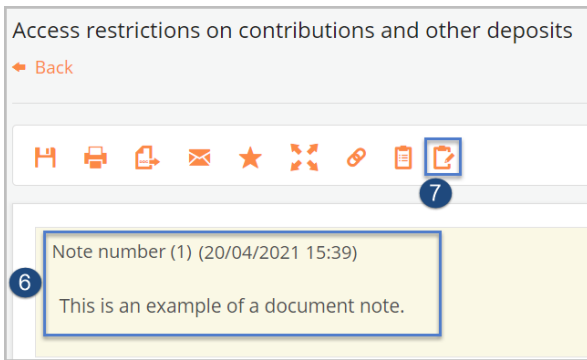 Access restrictions on contributions and other deposits
Back
7
Note number (1) (20/04/2021 15:39)
6
This is an example of a document note.